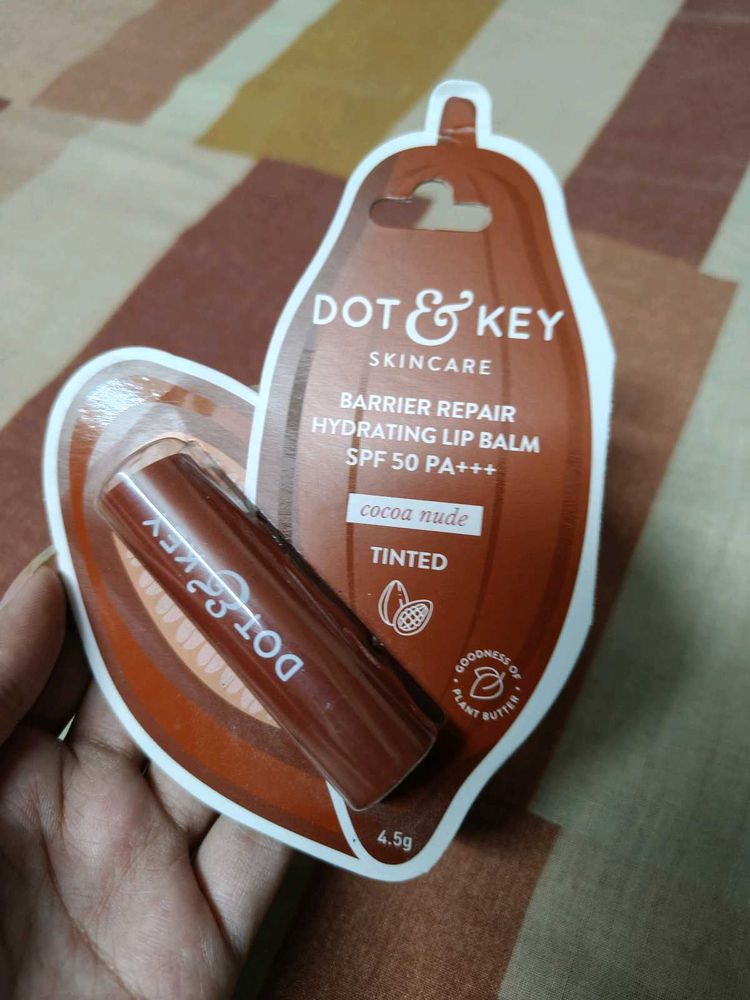 DOT & KEY
SKINCARE
BARRIER REPAIR
HYDRATING LIP BALM
SPF 50 PA+++
cocoa nude
TINTED
GOODNESS OF
PLANT BUTTER
4.5g
DOT & KEY